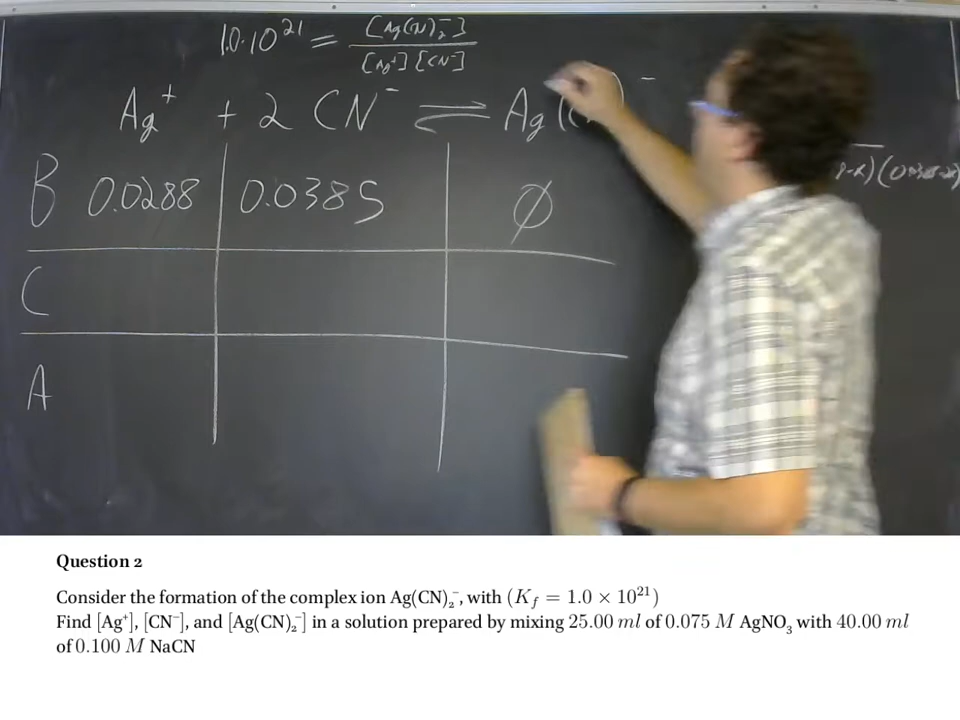 1.0·10²¹ = [Ag(CN)₂⁻]
[Ag⁺][CN⁻]
Ag⁺ + 2 CN⁻ ⇌ Ag( ⁻
B 0.0288 0.0385 ∅
C
A
Question 2
Consider the formation of the complex ion Ag(CN)₂⁻, with (K_f = 1.0 × 10²¹)
Find [Ag⁺], [CN⁻], and [Ag(CN)₂⁻] in a solution prepared by mixing 25.00 ml of 0.075 M AgNO₃ with 40.00 ml
of 0.100 M NaCN